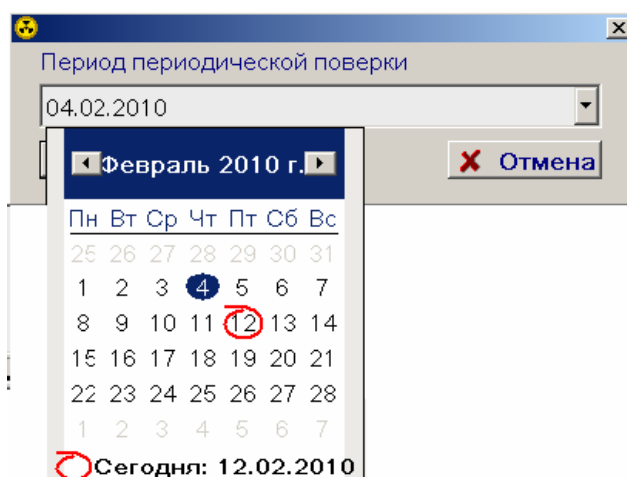 Период периодической поверки
04.02.2010
Февраль 2010 г.
Отмена
Пн Вт Ср Чт Пт Сб Вс
25 26 27 28 29 30 31
1 2 3 4 5 6 7
8 9 10 11 12 13 14
15 16 17 18 19 20 21
22 23 24 25 26 27 28
1 2 3 4 5 6 7
Сегодня: 12.02.2010